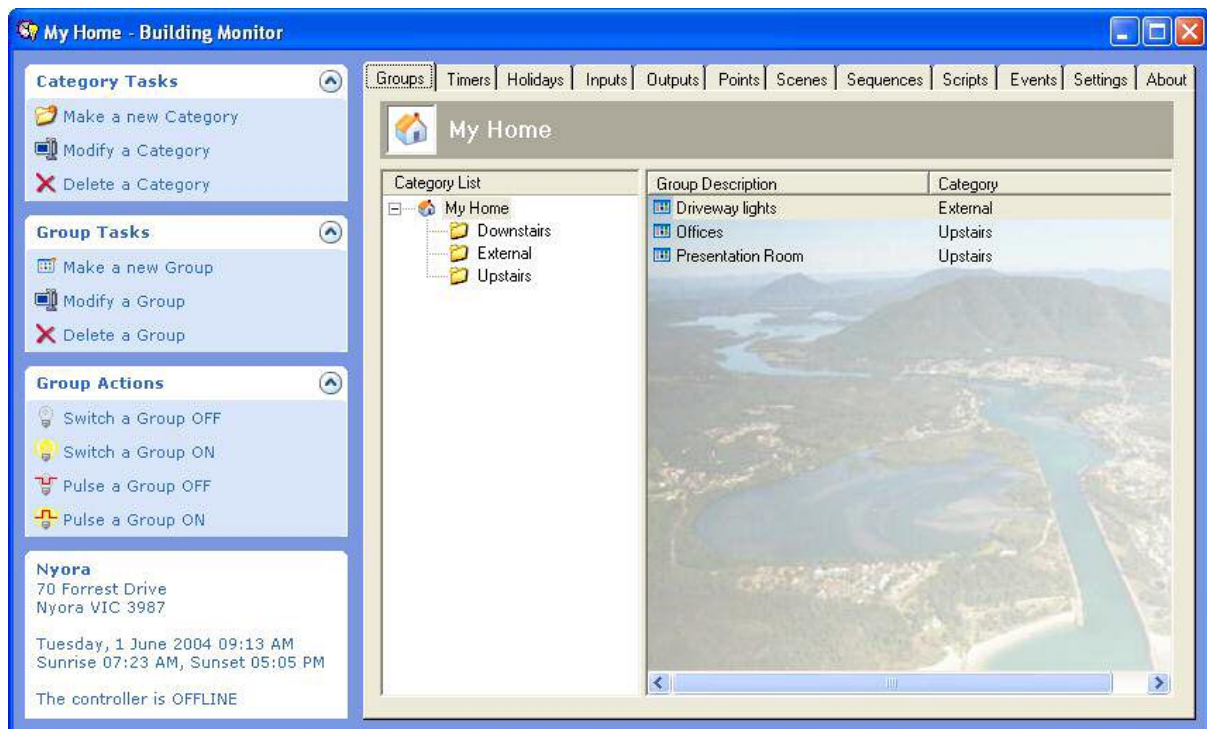 My Home - Building Monitor
Category Tasks
Make a new Category
Modify a Category
Delete a Category
Group Tasks
Make a new Group
Modify a Group
Delete a Group
Group Actions
Switch a Group OFF
Switch a Group ON
Pulse a Group OFF
Pulse a Group ON
Nyora
70 Forrest Drive
Nyora VIC 3987
Tuesday, 1 June 2004 09:13 AM
Sunrise 07:23 AM, Sunset 05:05 PM
The controller is OFFLINE
Groups Timers Holidays Inputs Outputs Points Scenes Sequences Scripts Events Settings About
My Home
Category List
My Home
Downstairs
External
Upstairs
Group Description Category
Driveway lights External
Offices Upstairs
Presentation Room Upstairs